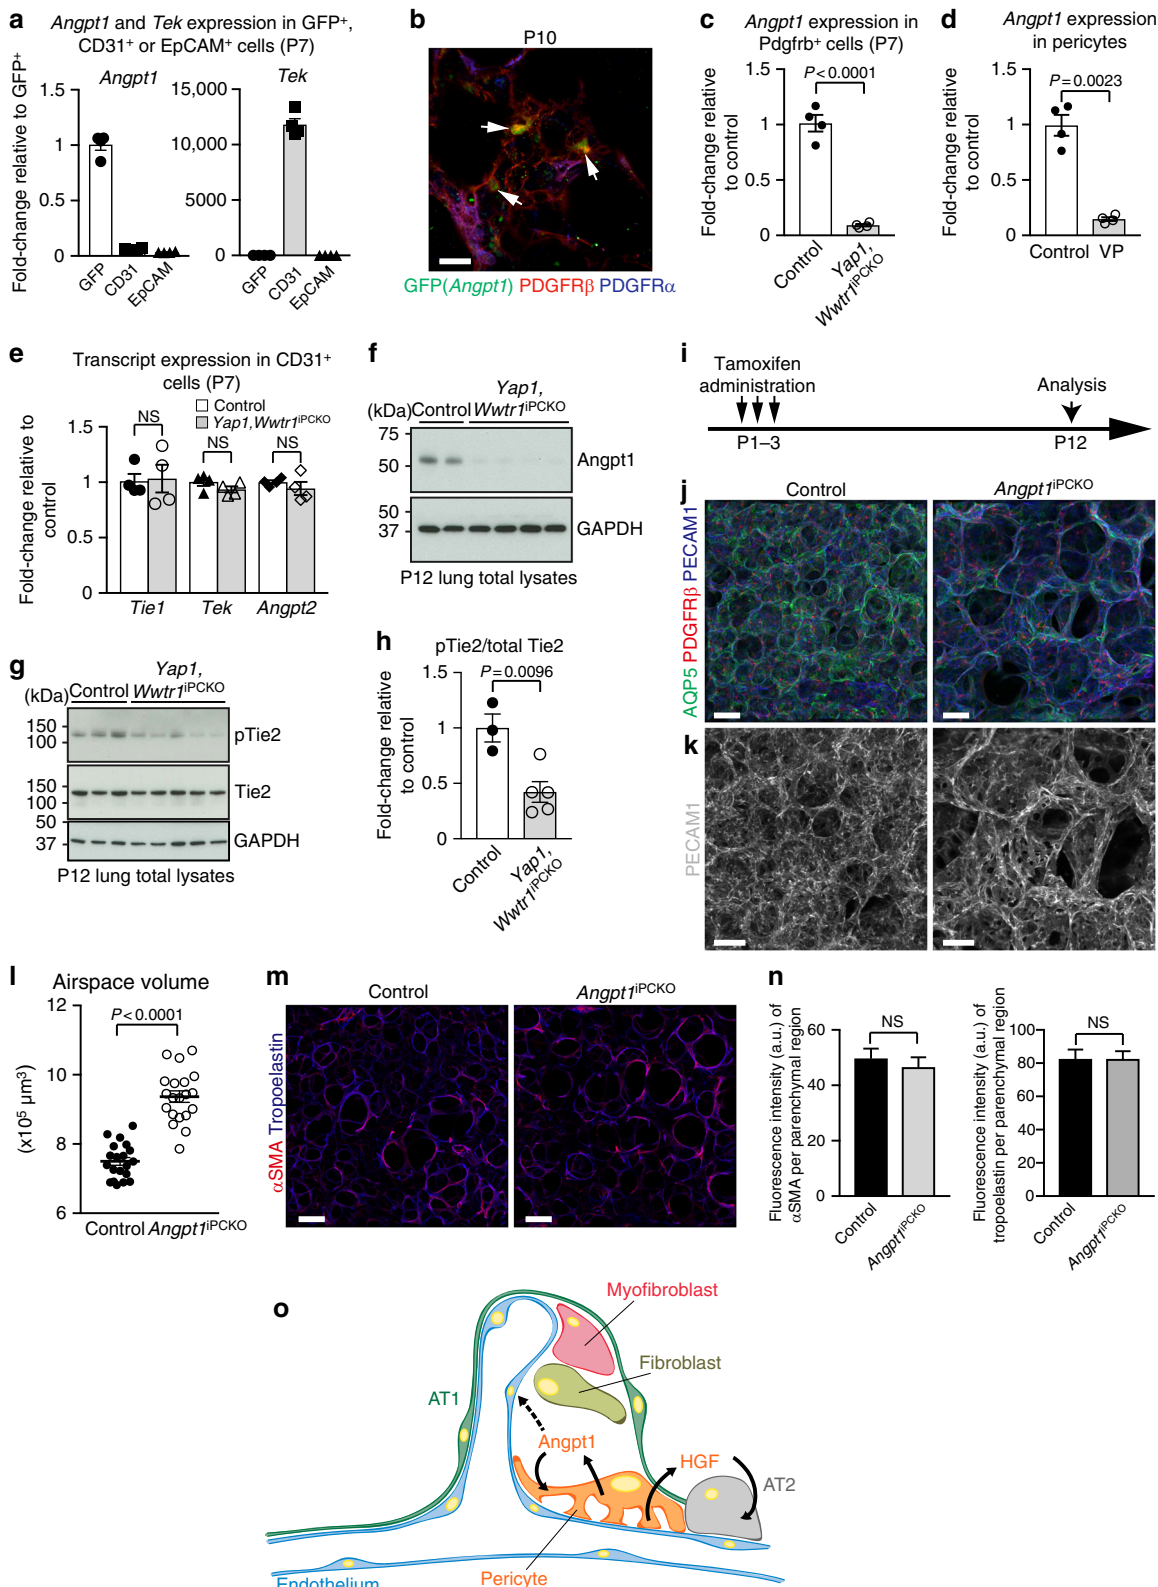 a
Angpt1 and Tek expression in GFP⁺,
CD31⁺ or EpCAM⁺ cells (P7)
Fold-change relative to GFP⁺
Angpt1
1.5
1
0.5
0
GFP
CD31
EpCAM
Tek
15,000
10,000
5000
0
GFP
CD31
EpCAM
b
P10
GFP(Angpt1) PDGFRβ PDGFRα
c
Angpt1 expression in
Pdgfrb⁺ cells (P7)
Fold-change relative
to control
P < 0.0001
1.5
1
0.5
0
Control
Yap1,
Wwtr1iPCKO
d
Angpt1 expression
in pericytes
Fold-change relative
to control
P = 0.0023
1.5
1
0.5
0
Control VP
e
Transcript expression in CD31⁺
cells (P7)
Control
Yap1,Wwtr1iPCKO
Fold-change relative to
control
1.5
1
0.5
0
NS
NS
NS
Tie1 Tek Angpt2
f
Yap1,
(kDa) Control Wwtr1iPCKO
75
50
Angpt1
50
37
GAPDH
P12 lung total lysates
g
Yap1,
(kDa) Control Wwtr1iPCKO
150
100
pTie2
150
100
Tie2
50
37
GAPDH
P12 lung total lysates
h
pTie2/total Tie2
Fold-change relative
to control
P = 0.0096
1.5
1
0.5
0
Control
Yap1,
Wwtr1iPCKO
i
Tamoxifen
administration
Analysis
P1–3
P12
j
Control
Angpt1iPCKO
AQP5 PDGFRβ PECAM1
k
PECAM1
l
Airspace volume
P < 0.0001
(x10⁵ μm³)
12
10
8
6
Control Angpt1iPCKO
m
Control
Angpt1iPCKO
αSMA Tropoelastin
n
Fluorescence intensity (a.u.) of
αSMA per parenchymal region
60
40
20
0
NS
Control
Angpt1iPCKO
Fluorescence intensity (a.u.) of
tropoelastin per parenchymal region
100
80
60
40
20
0
NS
Control
Angpt1iPCKO
o
Myofibroblast
Fibroblast
AT1
Angpt1
HGF
AT2
Pericyte
Endothelium